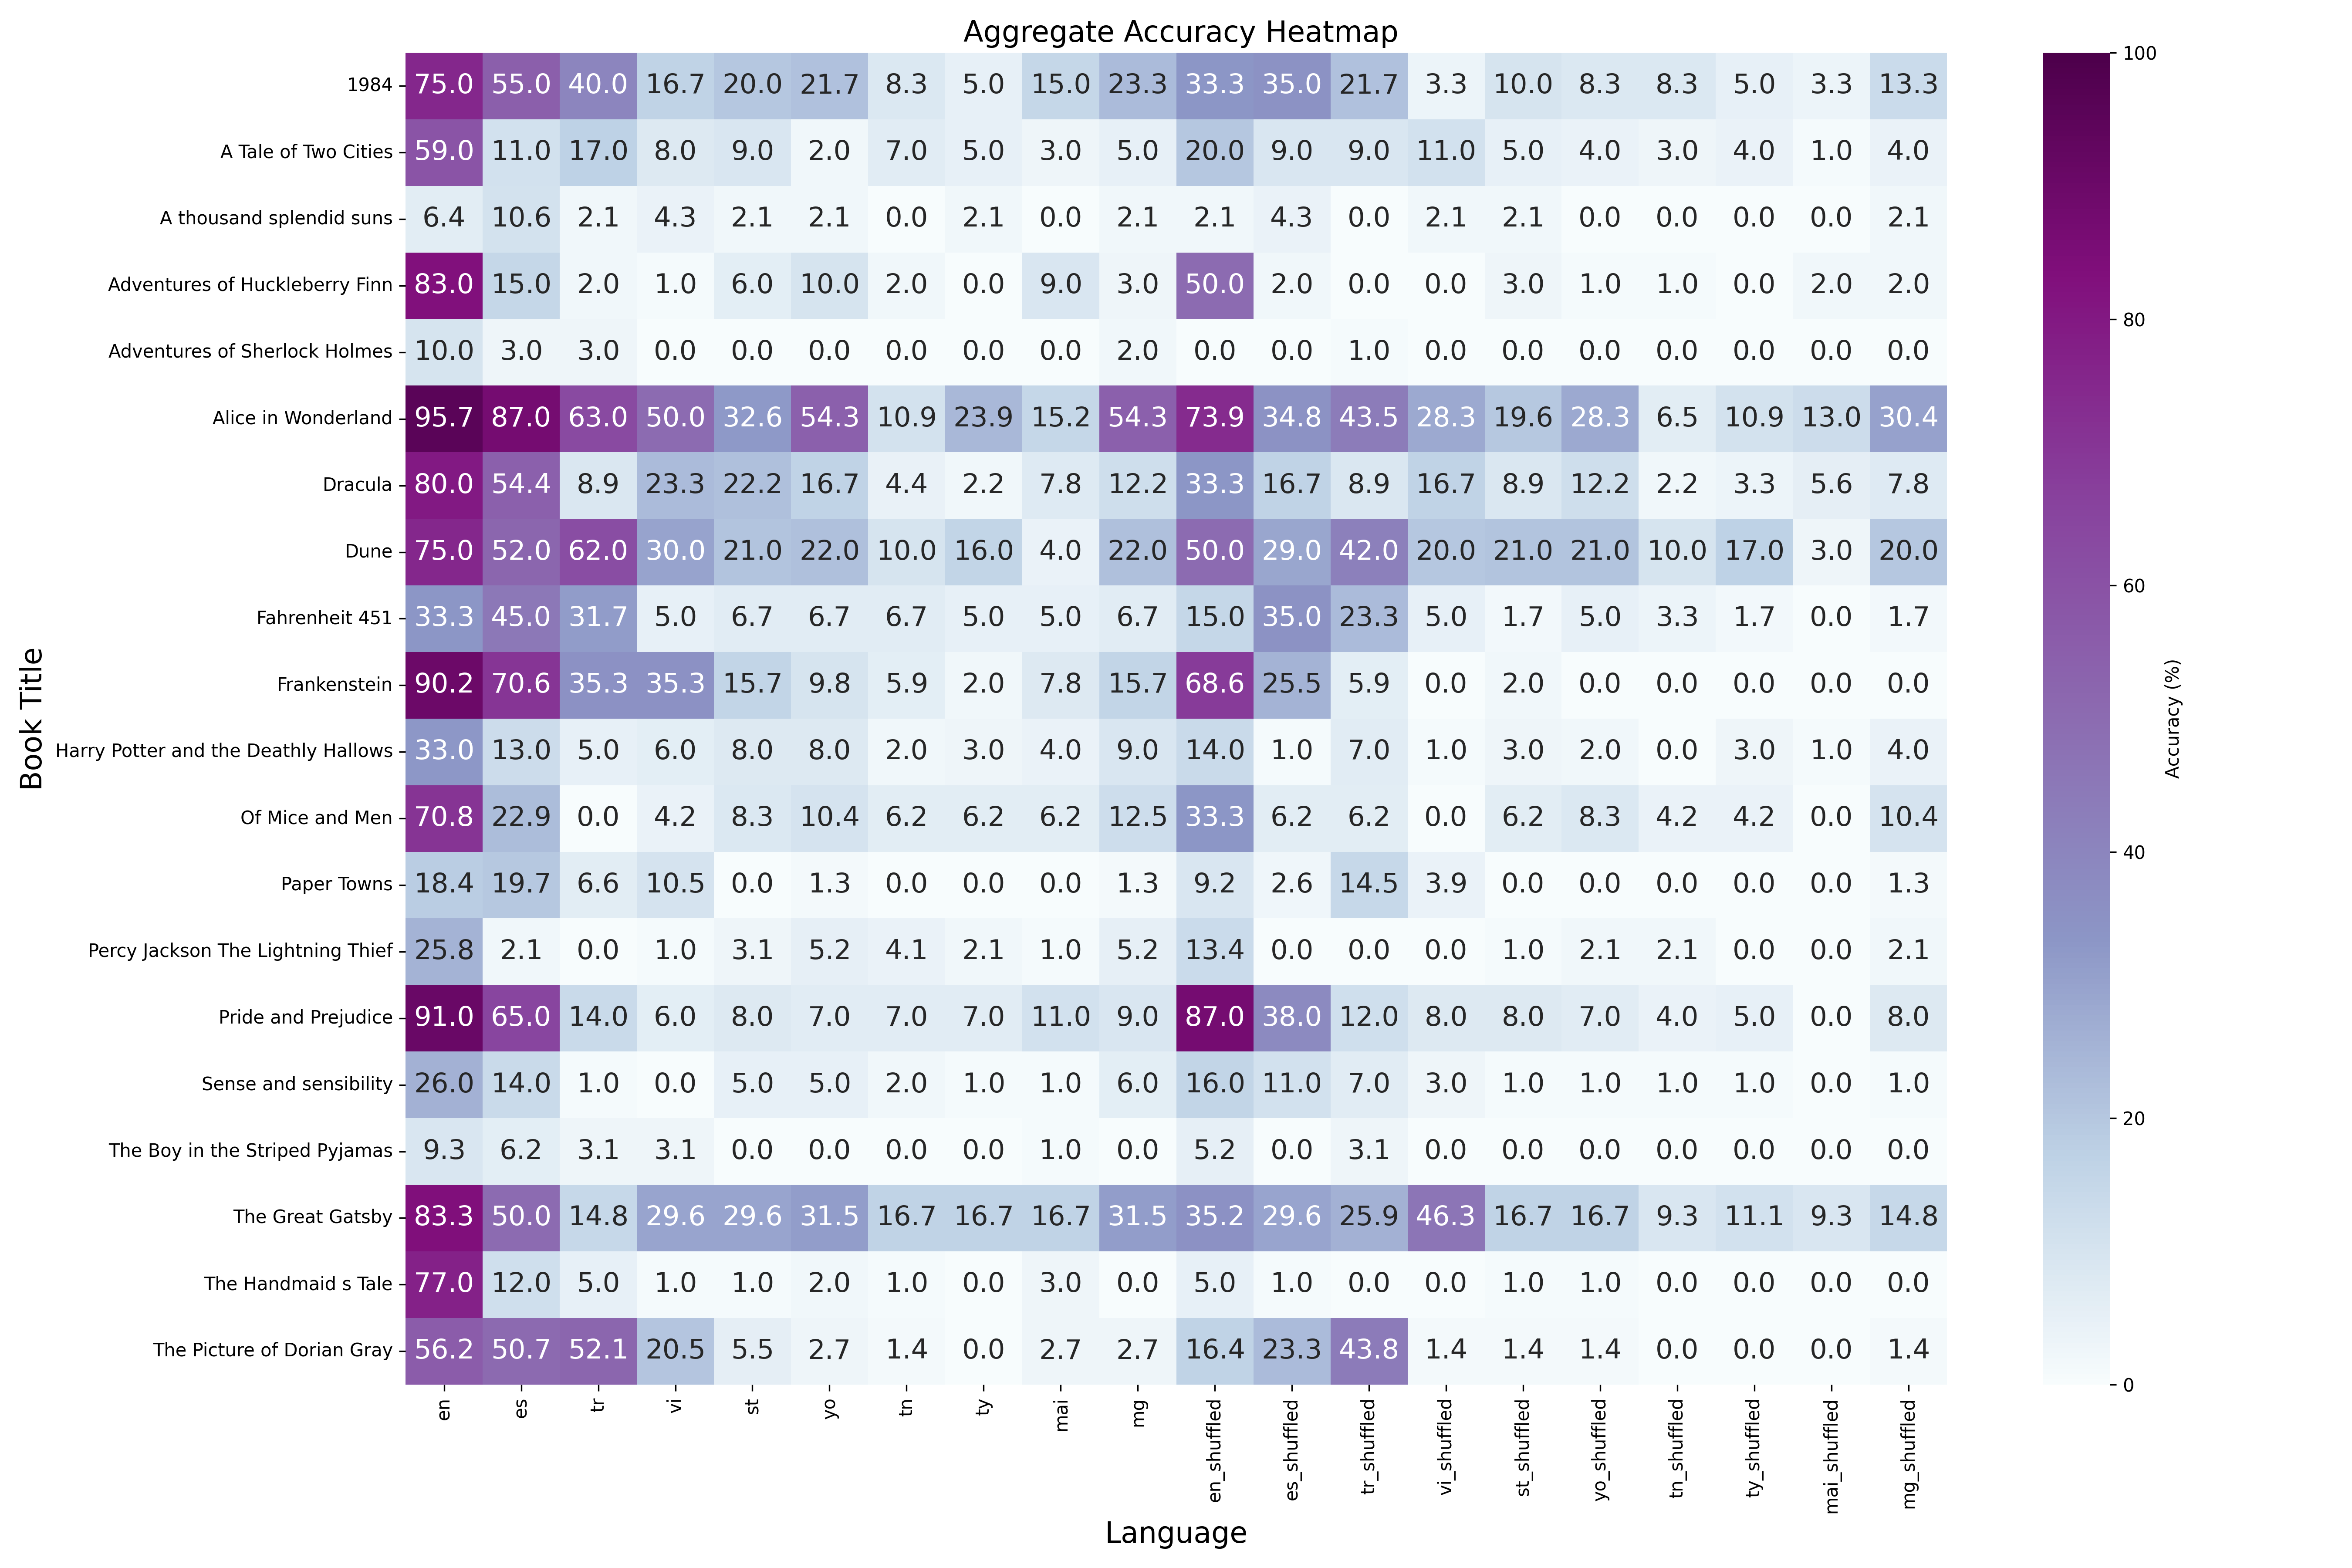 Aggregate Accuracy Heatmap
1984 75.0 55.0 40.0 16.7 20.0 21.7 8.3 5.0 15.0 23.3 33.3 35.0 21.7 3.3 10.0 8.3 8.3 5.0 3.3 13.3
A Tale of Two Cities 59.0 11.0 17.0 8.0 9.0 2.0 7.0 5.0 3.0 5.0 20.0 9.0 9.0 11.0 5.0 4.0 3.0 4.0 1.0 4.0
A thousand splendid suns 6.4 10.6 2.1 4.3 2.1 2.1 0.0 2.1 0.0 2.1 2.1 4.3 0.0 2.1 2.1 0.0 0.0 0.0 0.0 2.1
Adventures of Huckleberry Finn 83.0 15.0 2.0 1.0 6.0 10.0 2.0 0.0 9.0 3.0 50.0 2.0 0.0 0.0 3.0 1.0 1.0 0.0 2.0 2.0
Adventures of Sherlock Holmes 10.0 3.0 3.0 0.0 0.0 0.0 0.0 0.0 0.0 2.0 0.0 0.0 1.0 0.0 0.0 0.0 0.0 0.0 0.0 0.0
Alice in Wonderland 95.7 87.0 63.0 50.0 32.6 54.3 10.9 23.9 15.2 54.3 73.9 34.8 43.5 28.3 19.6 28.3 6.5 10.9 13.0 30.4
Dracula 80.0 54.4 8.9 23.3 22.2 16.7 4.4 2.2 7.8 12.2 33.3 16.7 8.9 16.7 8.9 12.2 2.2 3.3 5.6 7.8
Dune 75.0 52.0 62.0 30.0 21.0 22.0 10.0 16.0 4.0 22.0 50.0 29.0 42.0 20.0 21.0 21.0 10.0 17.0 3.0 20.0
Fahrenheit 451 33.3 45.0 31.7 5.0 6.7 6.7 6.7 5.0 5.0 6.7 15.0 35.0 23.3 5.0 1.7 5.0 3.3 1.7 0.0 1.7
Frankenstein 90.2 70.6 35.3 35.3 15.7 9.8 5.9 2.0 7.8 15.7 68.6 25.5 5.9 0.0 2.0 0.0 0.0 0.0 0.0 0.0
Harry Potter and the Deathly Hallows 33.0 13.0 5.0 6.0 8.0 8.0 2.0 3.0 4.0 9.0 14.0 1.0 7.0 1.0 3.0 2.0 0.0 3.0 1.0 4.0
Of Mice and Men 70.8 22.9 0.0 4.2 8.3 10.4 6.2 6.2 6.2 12.5 33.3 6.2 6.2 0.0 6.2 8.3 4.2 4.2 0.0 10.4
Paper Towns 18.4 19.7 6.6 10.5 0.0 1.3 0.0 0.0 0.0 1.3 9.2 2.6 14.5 3.9 0.0 0.0 0.0 0.0 0.0 1.3
Percy Jackson The Lightning Thief 25.8 2.1 0.0 1.0 3.1 5.2 4.1 2.1 1.0 5.2 13.4 0.0 0.0 0.0 1.0 2.1 2.1 0.0 0.0 2.1
Pride and Prejudice 91.0 65.0 14.0 6.0 8.0 7.0 7.0 7.0 11.0 9.0 87.0 38.0 12.0 8.0 8.0 7.0 4.0 5.0 0.0 8.0
Sense and sensibility 26.0 14.0 1.0 0.0 5.0 5.0 2.0 1.0 1.0 6.0 16.0 11.0 7.0 3.0 1.0 1.0 1.0 1.0 0.0 1.0
The Boy in the Striped Pyjamas 9.3 6.2 3.1 3.1 0.0 0.0 0.0 0.0 1.0 0.0 5.2 0.0 3.1 0.0 0.0 0.0 0.0 0.0 0.0 0.0
The Great Gatsby 83.3 50.0 14.8 29.6 29.6 31.5 16.7 16.7 16.7 31.5 35.2 29.6 25.9 46.3 16.7 16.7 9.3 11.1 9.3 14.8
The Handmaid s Tale 77.0 12.0 5.0 1.0 1.0 2.0 1.0 0.0 3.0 0.0 5.0 1.0 0.0 0.0 1.0 1.0 0.0 0.0 0.0 0.0
The Picture of Dorian Gray 56.2 50.7 52.1 20.5 5.5 2.7 1.4 0.0 2.7 2.7 16.4 23.3 43.8 1.4 1.4 1.4 0.0 0.0 0.0 1.4
en es tr vi st yo tn ty mai mg en_shuffled es_shuffled tr_shuffled vi_shuffled st_shuffled yo_shuffled tn_shuffled ty_shuffled mai_shuffled mg_shuffled
Language
Book Title
100
80
60
40
20
0
Accuracy (%)